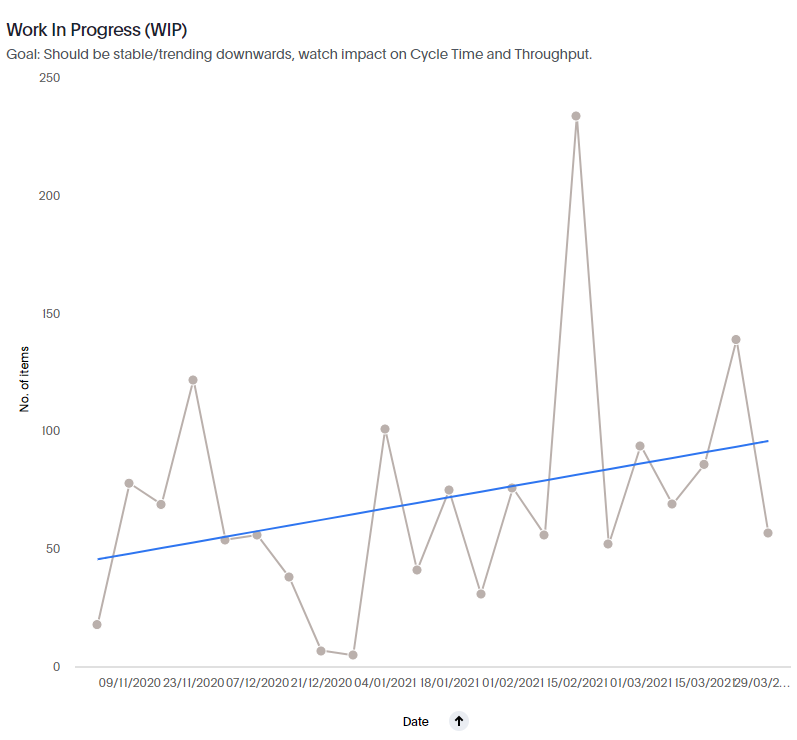 Work In Progress (WIP)
Goal: Should be stable/trending downwards, watch impact on Cycle Time and Throughput.
250
200
150
100
50
0
No. of items
09/11/2020 23/11/2020 07/12/2020 21/12/2020 04/01/2021 18/01/2021 01/02/2021 15/02/2021 01/03/2021 15/03/2021 29/03/2...
Date